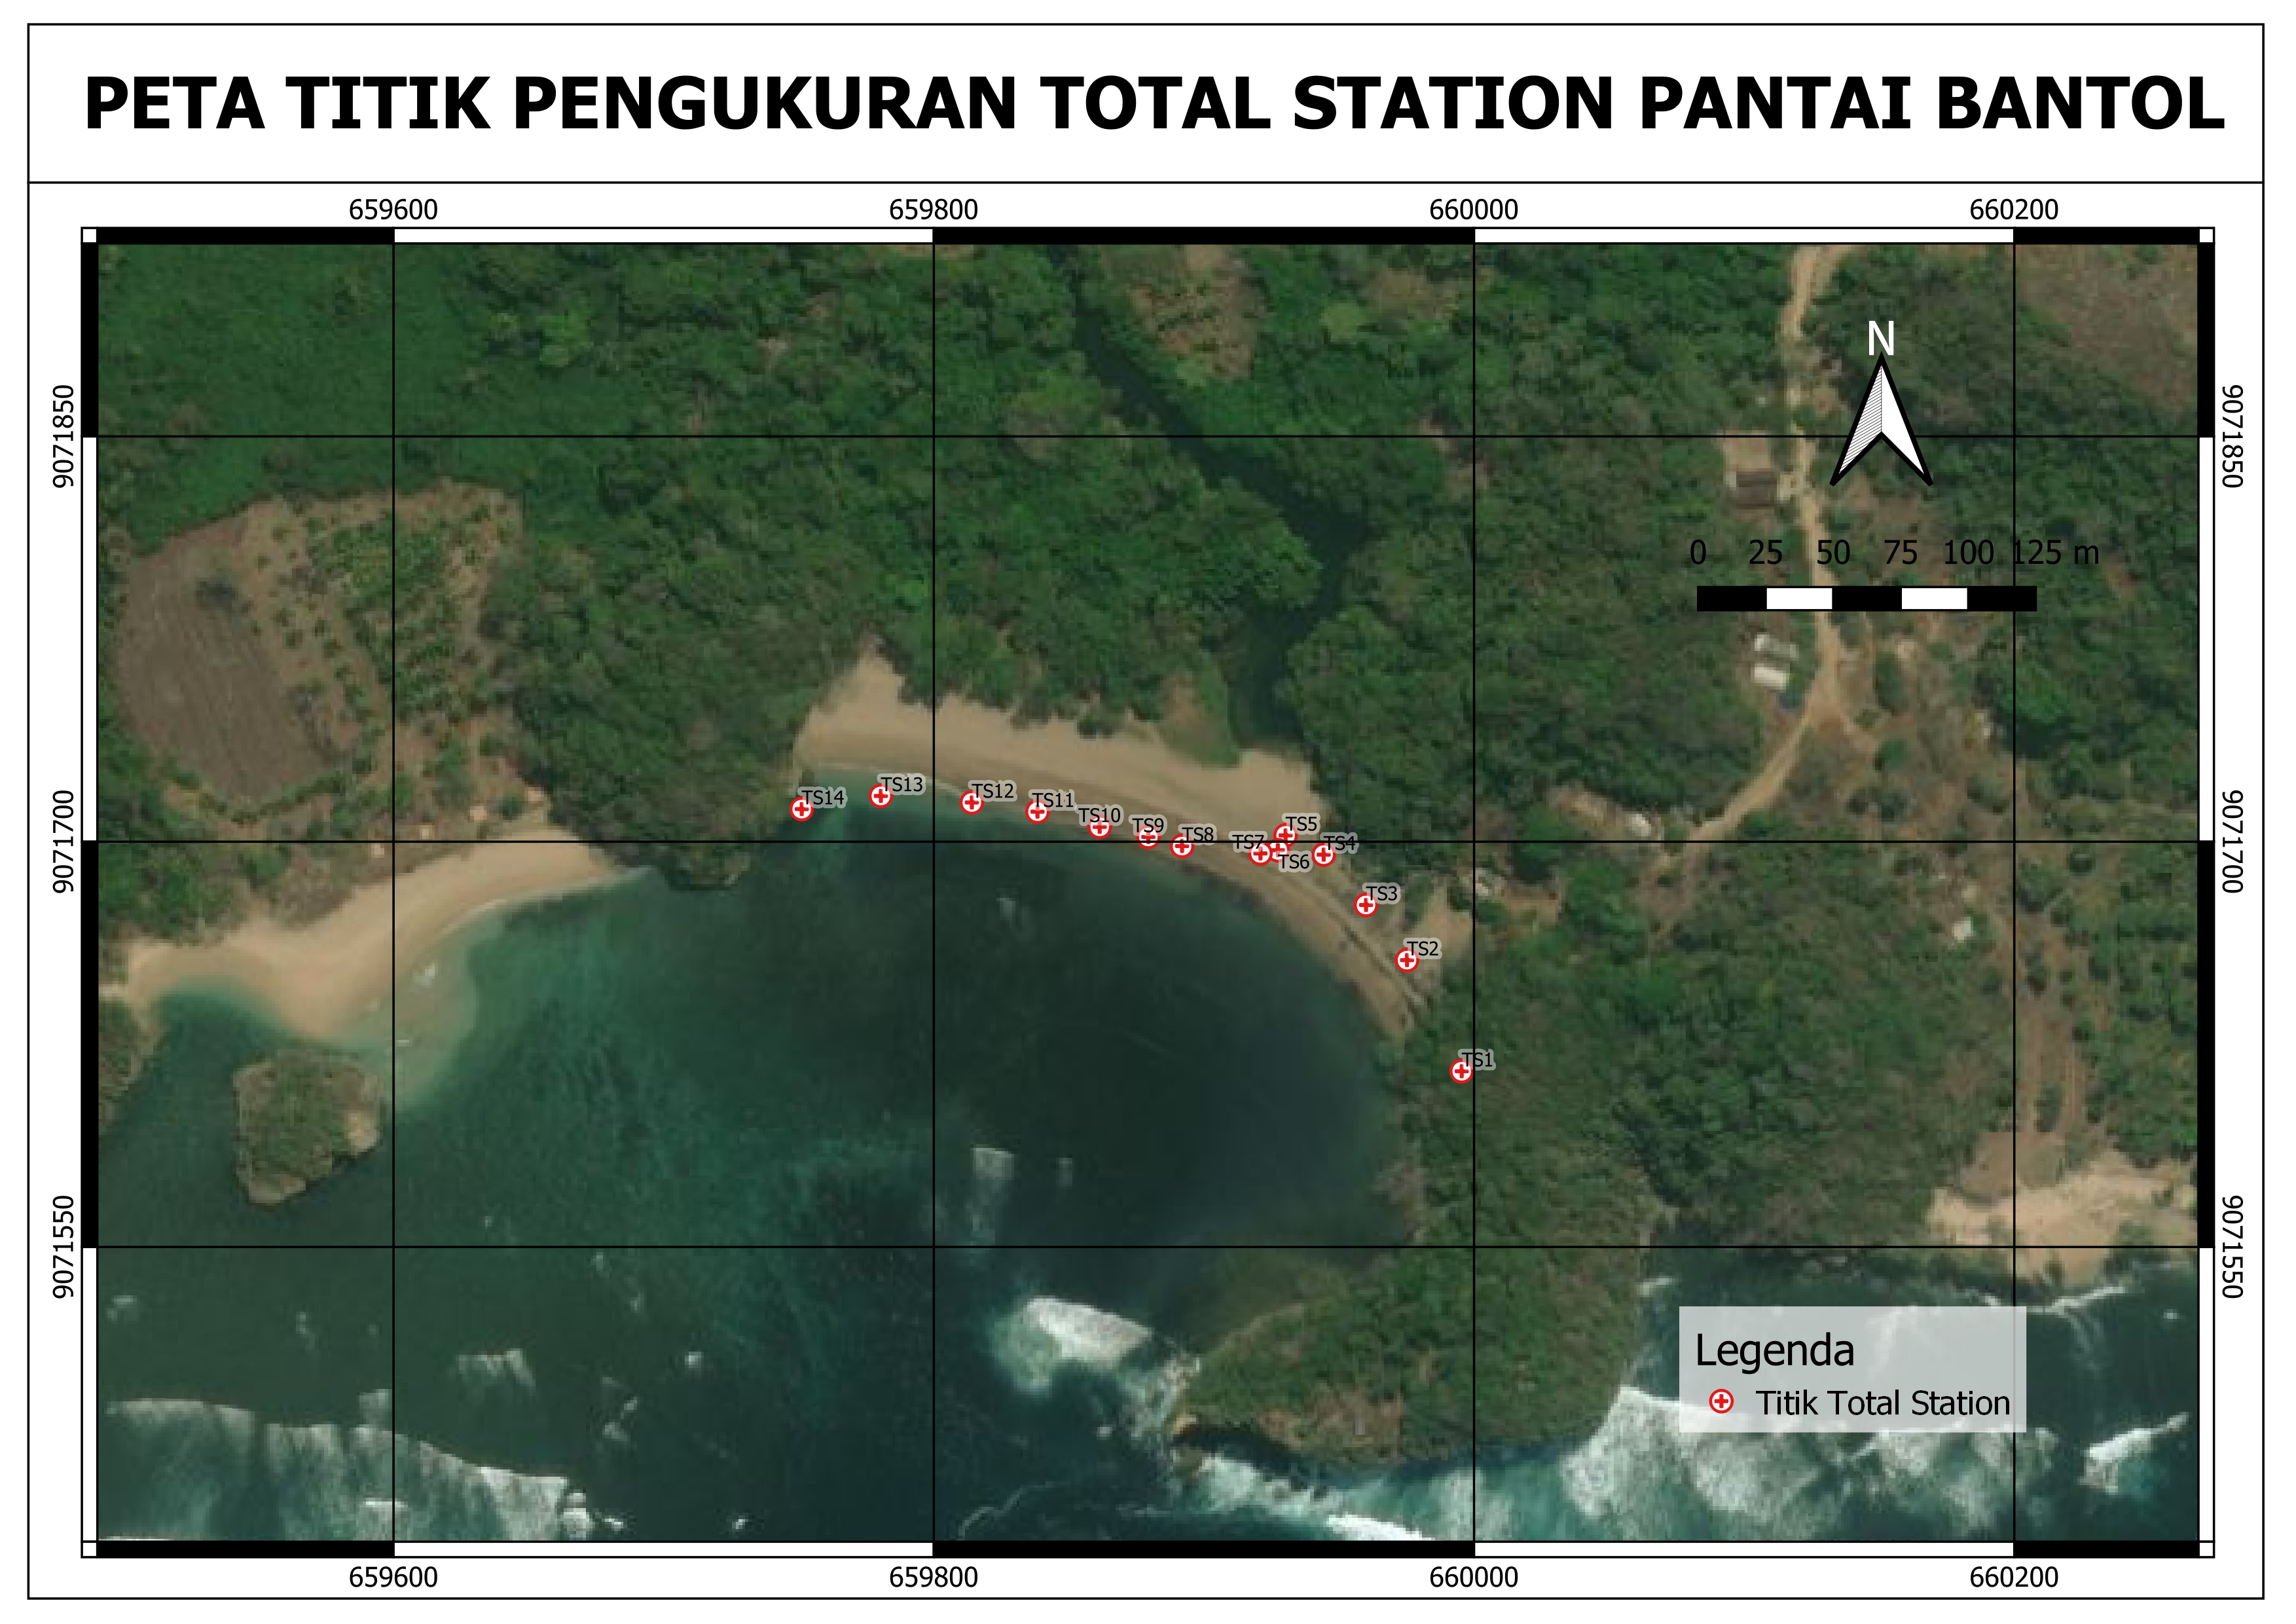 PETA TITIK PENGUKURAN TOTAL STATION PANTAI BANTOL
659600 659800 660000 660200
N
9071850 9071850
0 25 50 75 100 125 m
TS13
TS14
TS12
TS11
TS10
TS9
TS8
TS5
TS7
TS4
TS6
9071700 9071700
TS3
TS2
TS1
9071550 9071550
Legenda
Titik Total Station
659600 659800 660000 660200